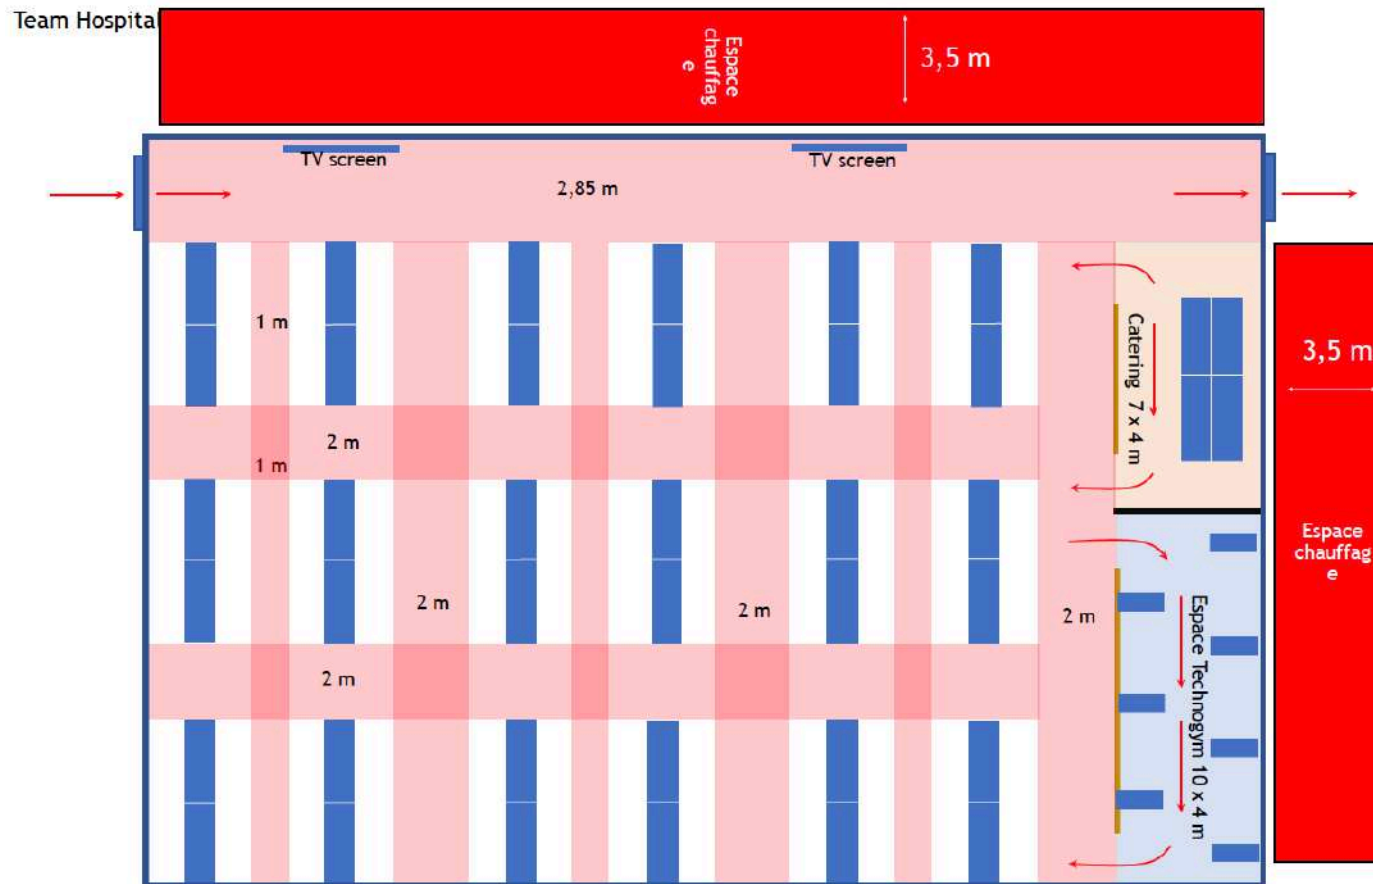 Team Hospital
Espace
chauffag
e
3,5 m
TV screen
TV screen
2,85 m
1 m
2 m
1 m
2 m
2 m
2 m
2 m
Catering 7 x 4 m
Espace Technogym 10 x 4 m
3,5 m
Espace
chauffag
e